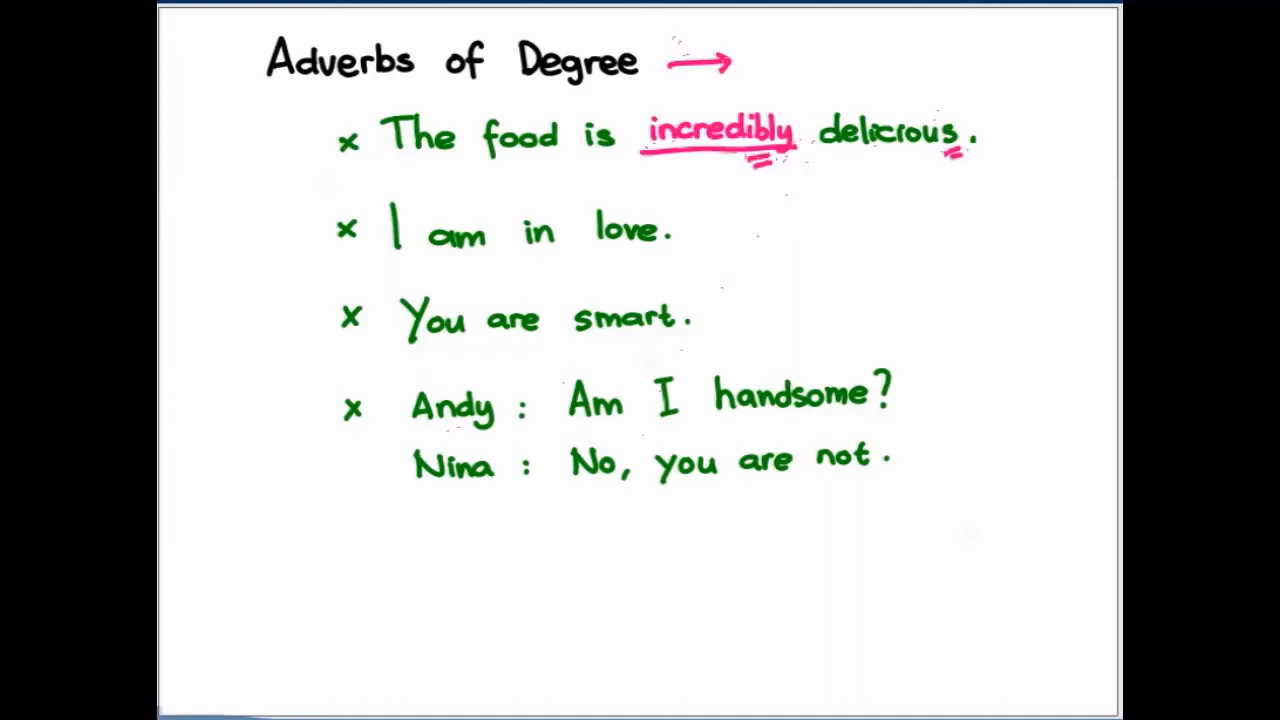 Adverbs of Degree →
x The food is incredibly delicious.
x I am in love.
x You are smart.
x Andy : Am I handsome?
Nina : No, you are not.